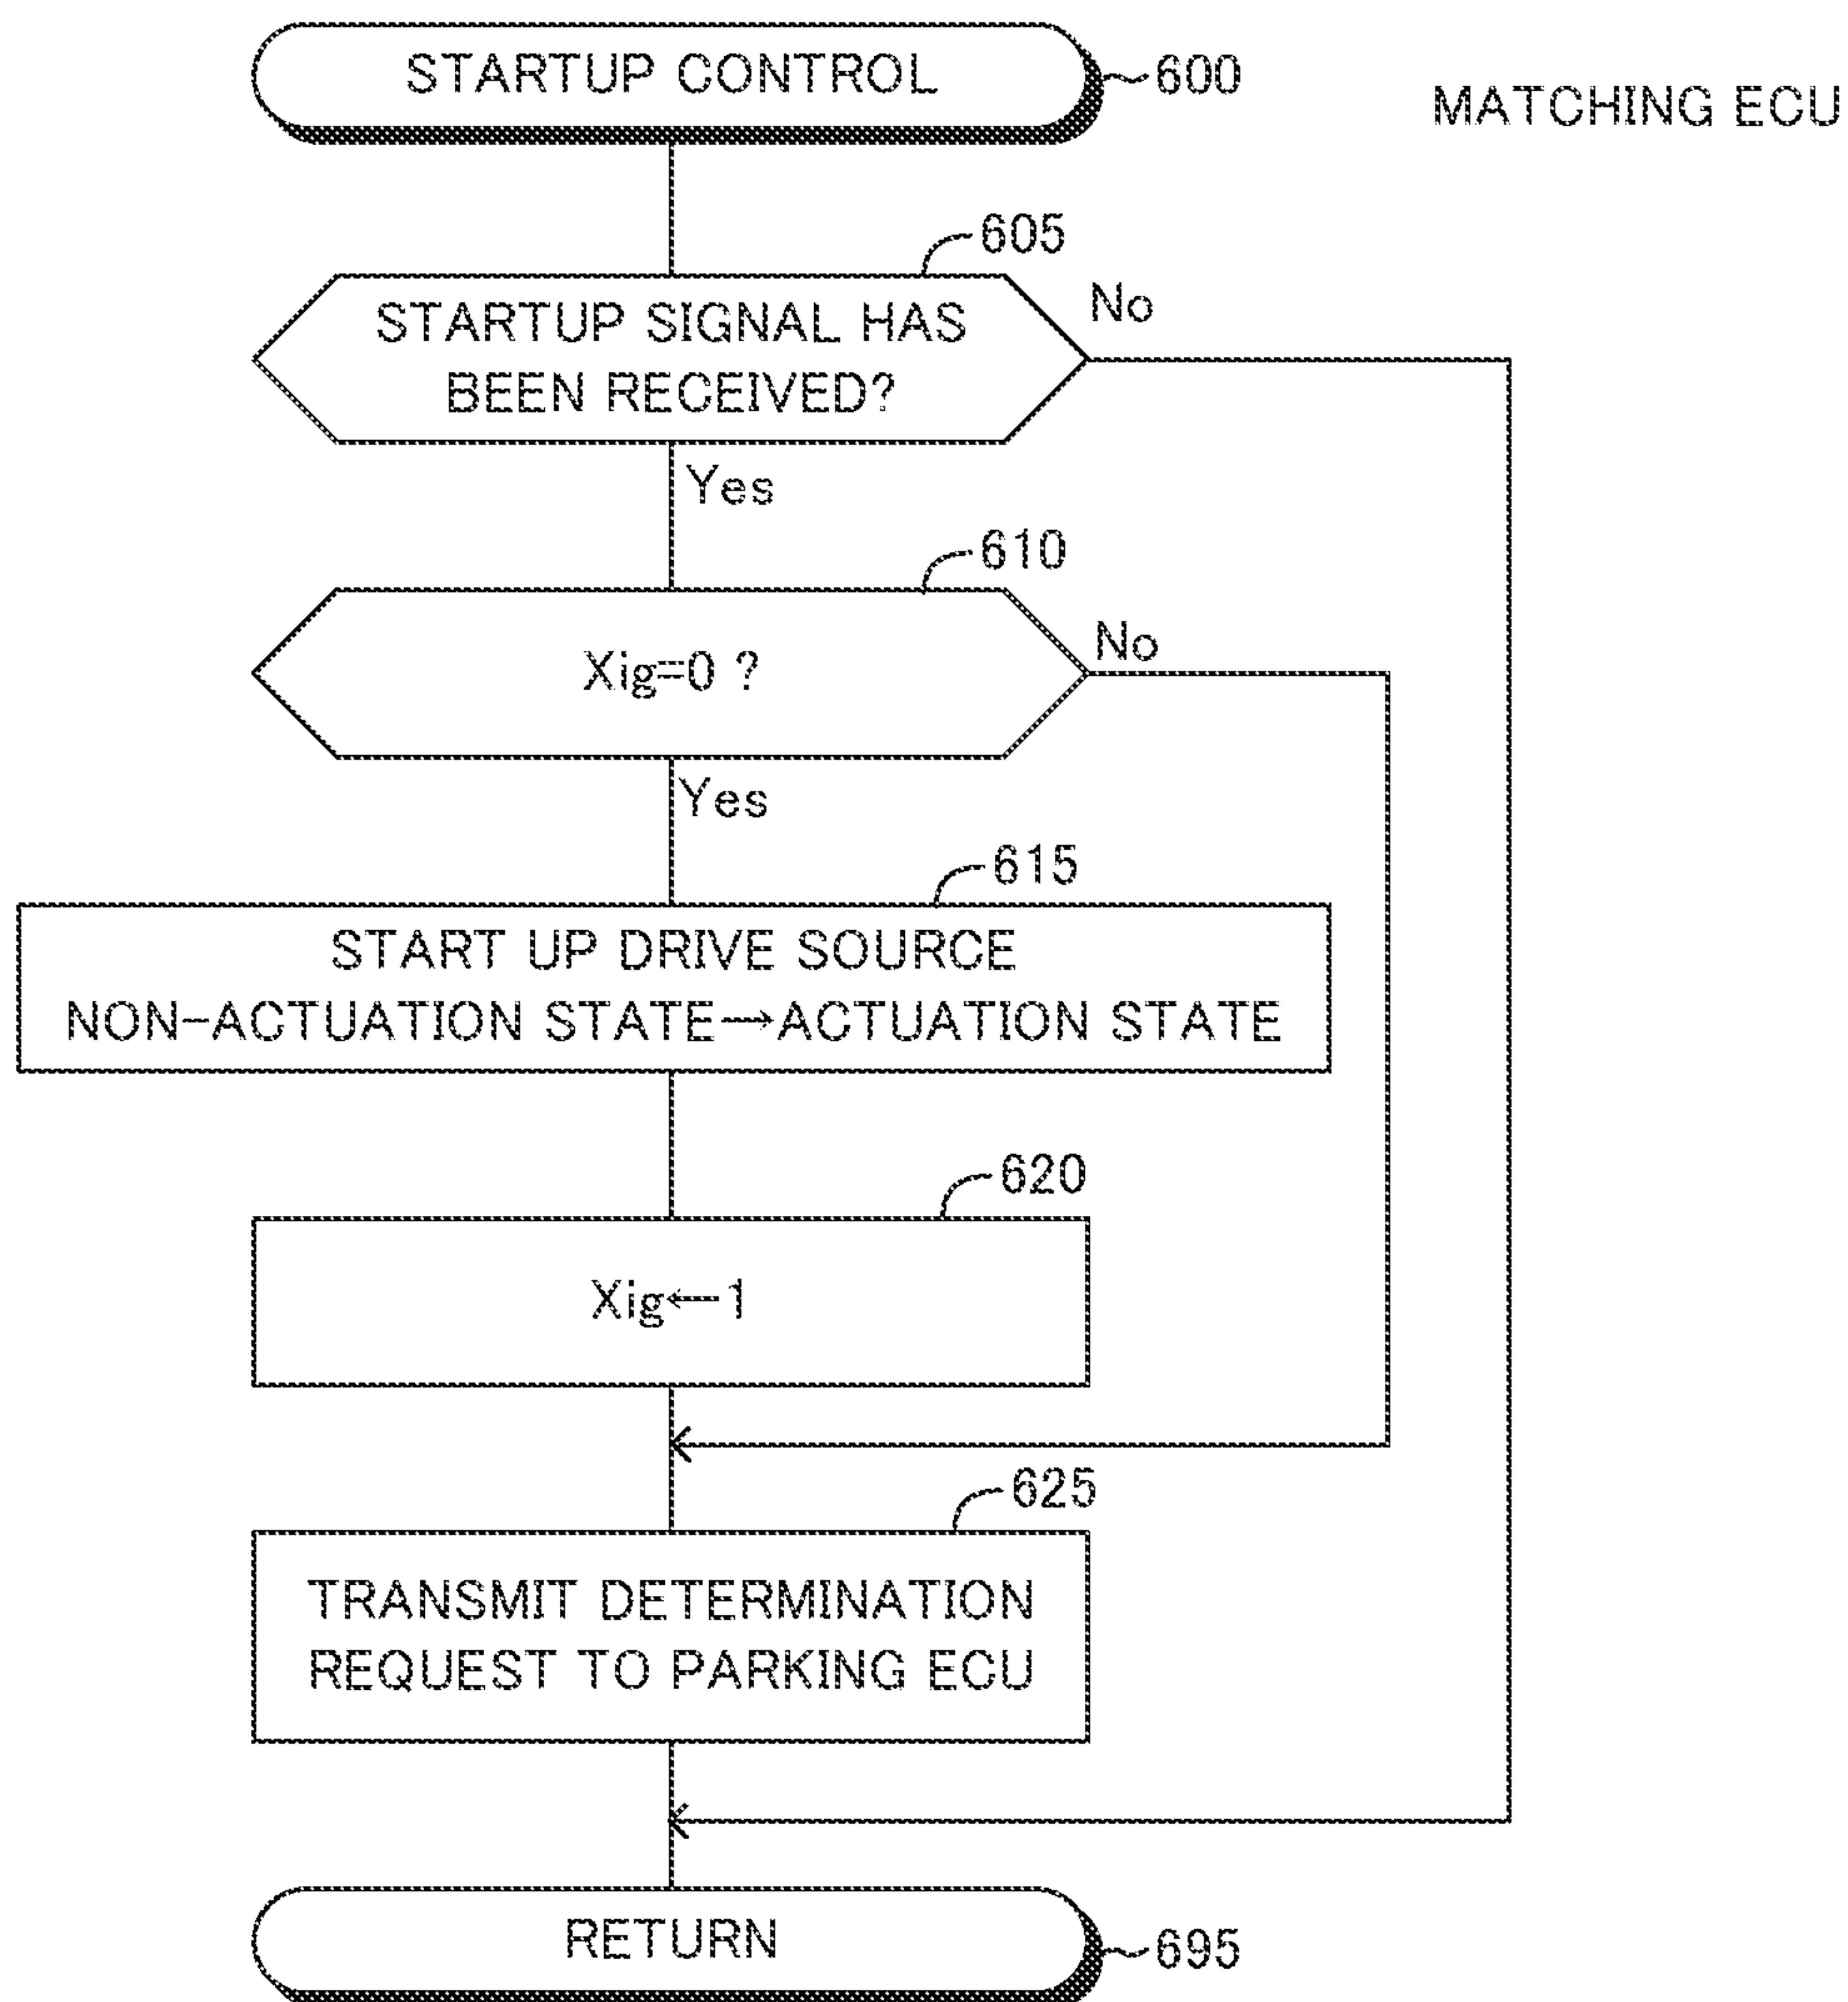 STARTUP CONTROL
600
MATCHING ECU
605
STARTUP SIGNAL HAS
BEEN RECEIVED?
No
Yes
610
Xig=0 ?
No
Yes
615
START UP DRIVE SOURCE
NON-ACTUATION STATE→ACTUATION STATE
620
Xig←1
625
TRANSMIT DETERMINATION
REQUEST TO PARKING ECU
RETURN
695